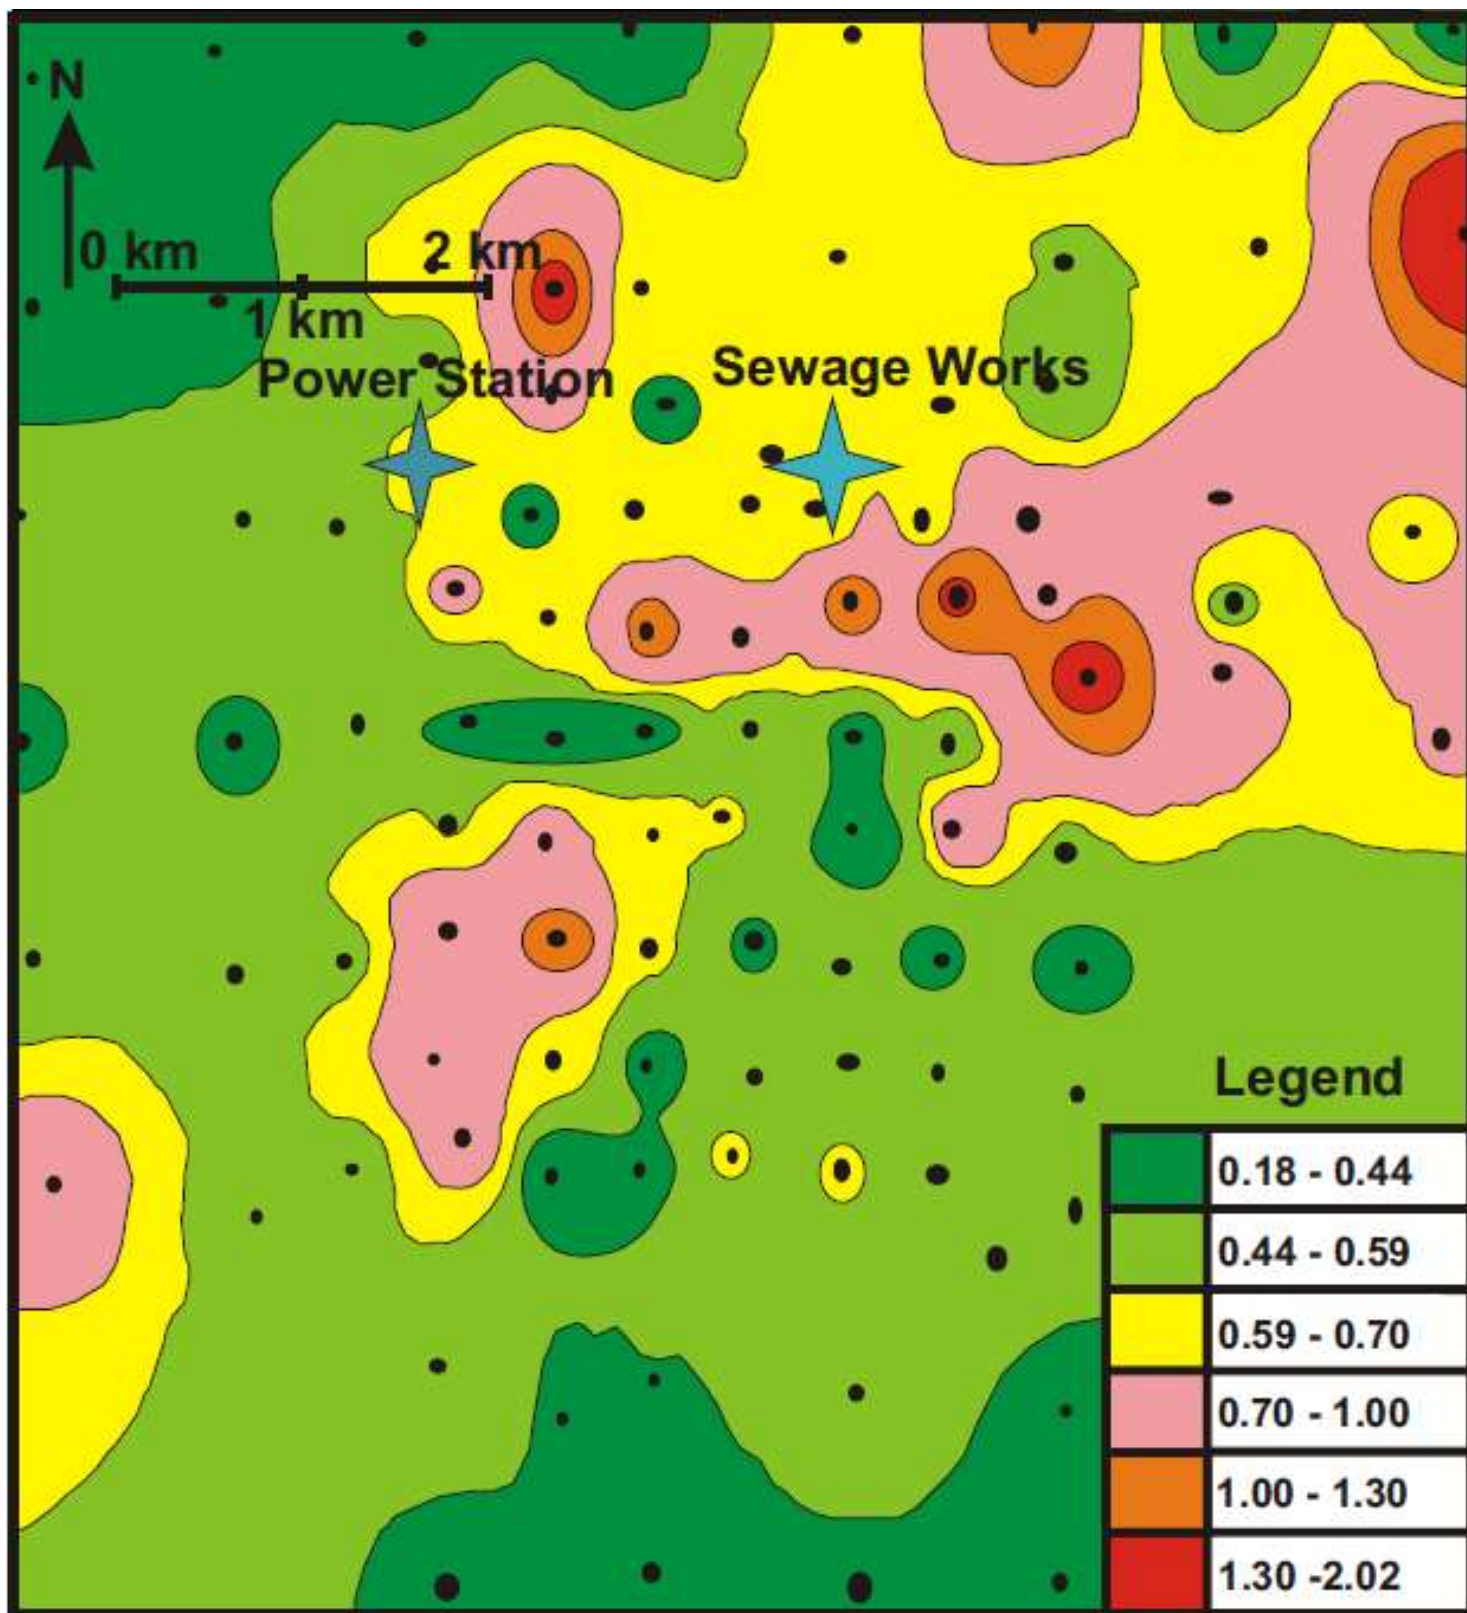 N
0 km 2 km
1 km
Power Station
Sewage Works
Legend
0.18 - 0.44
0.44 - 0.59
0.59 - 0.70
0.70 - 1.00
1.00 - 1.30
1.30 -2.02